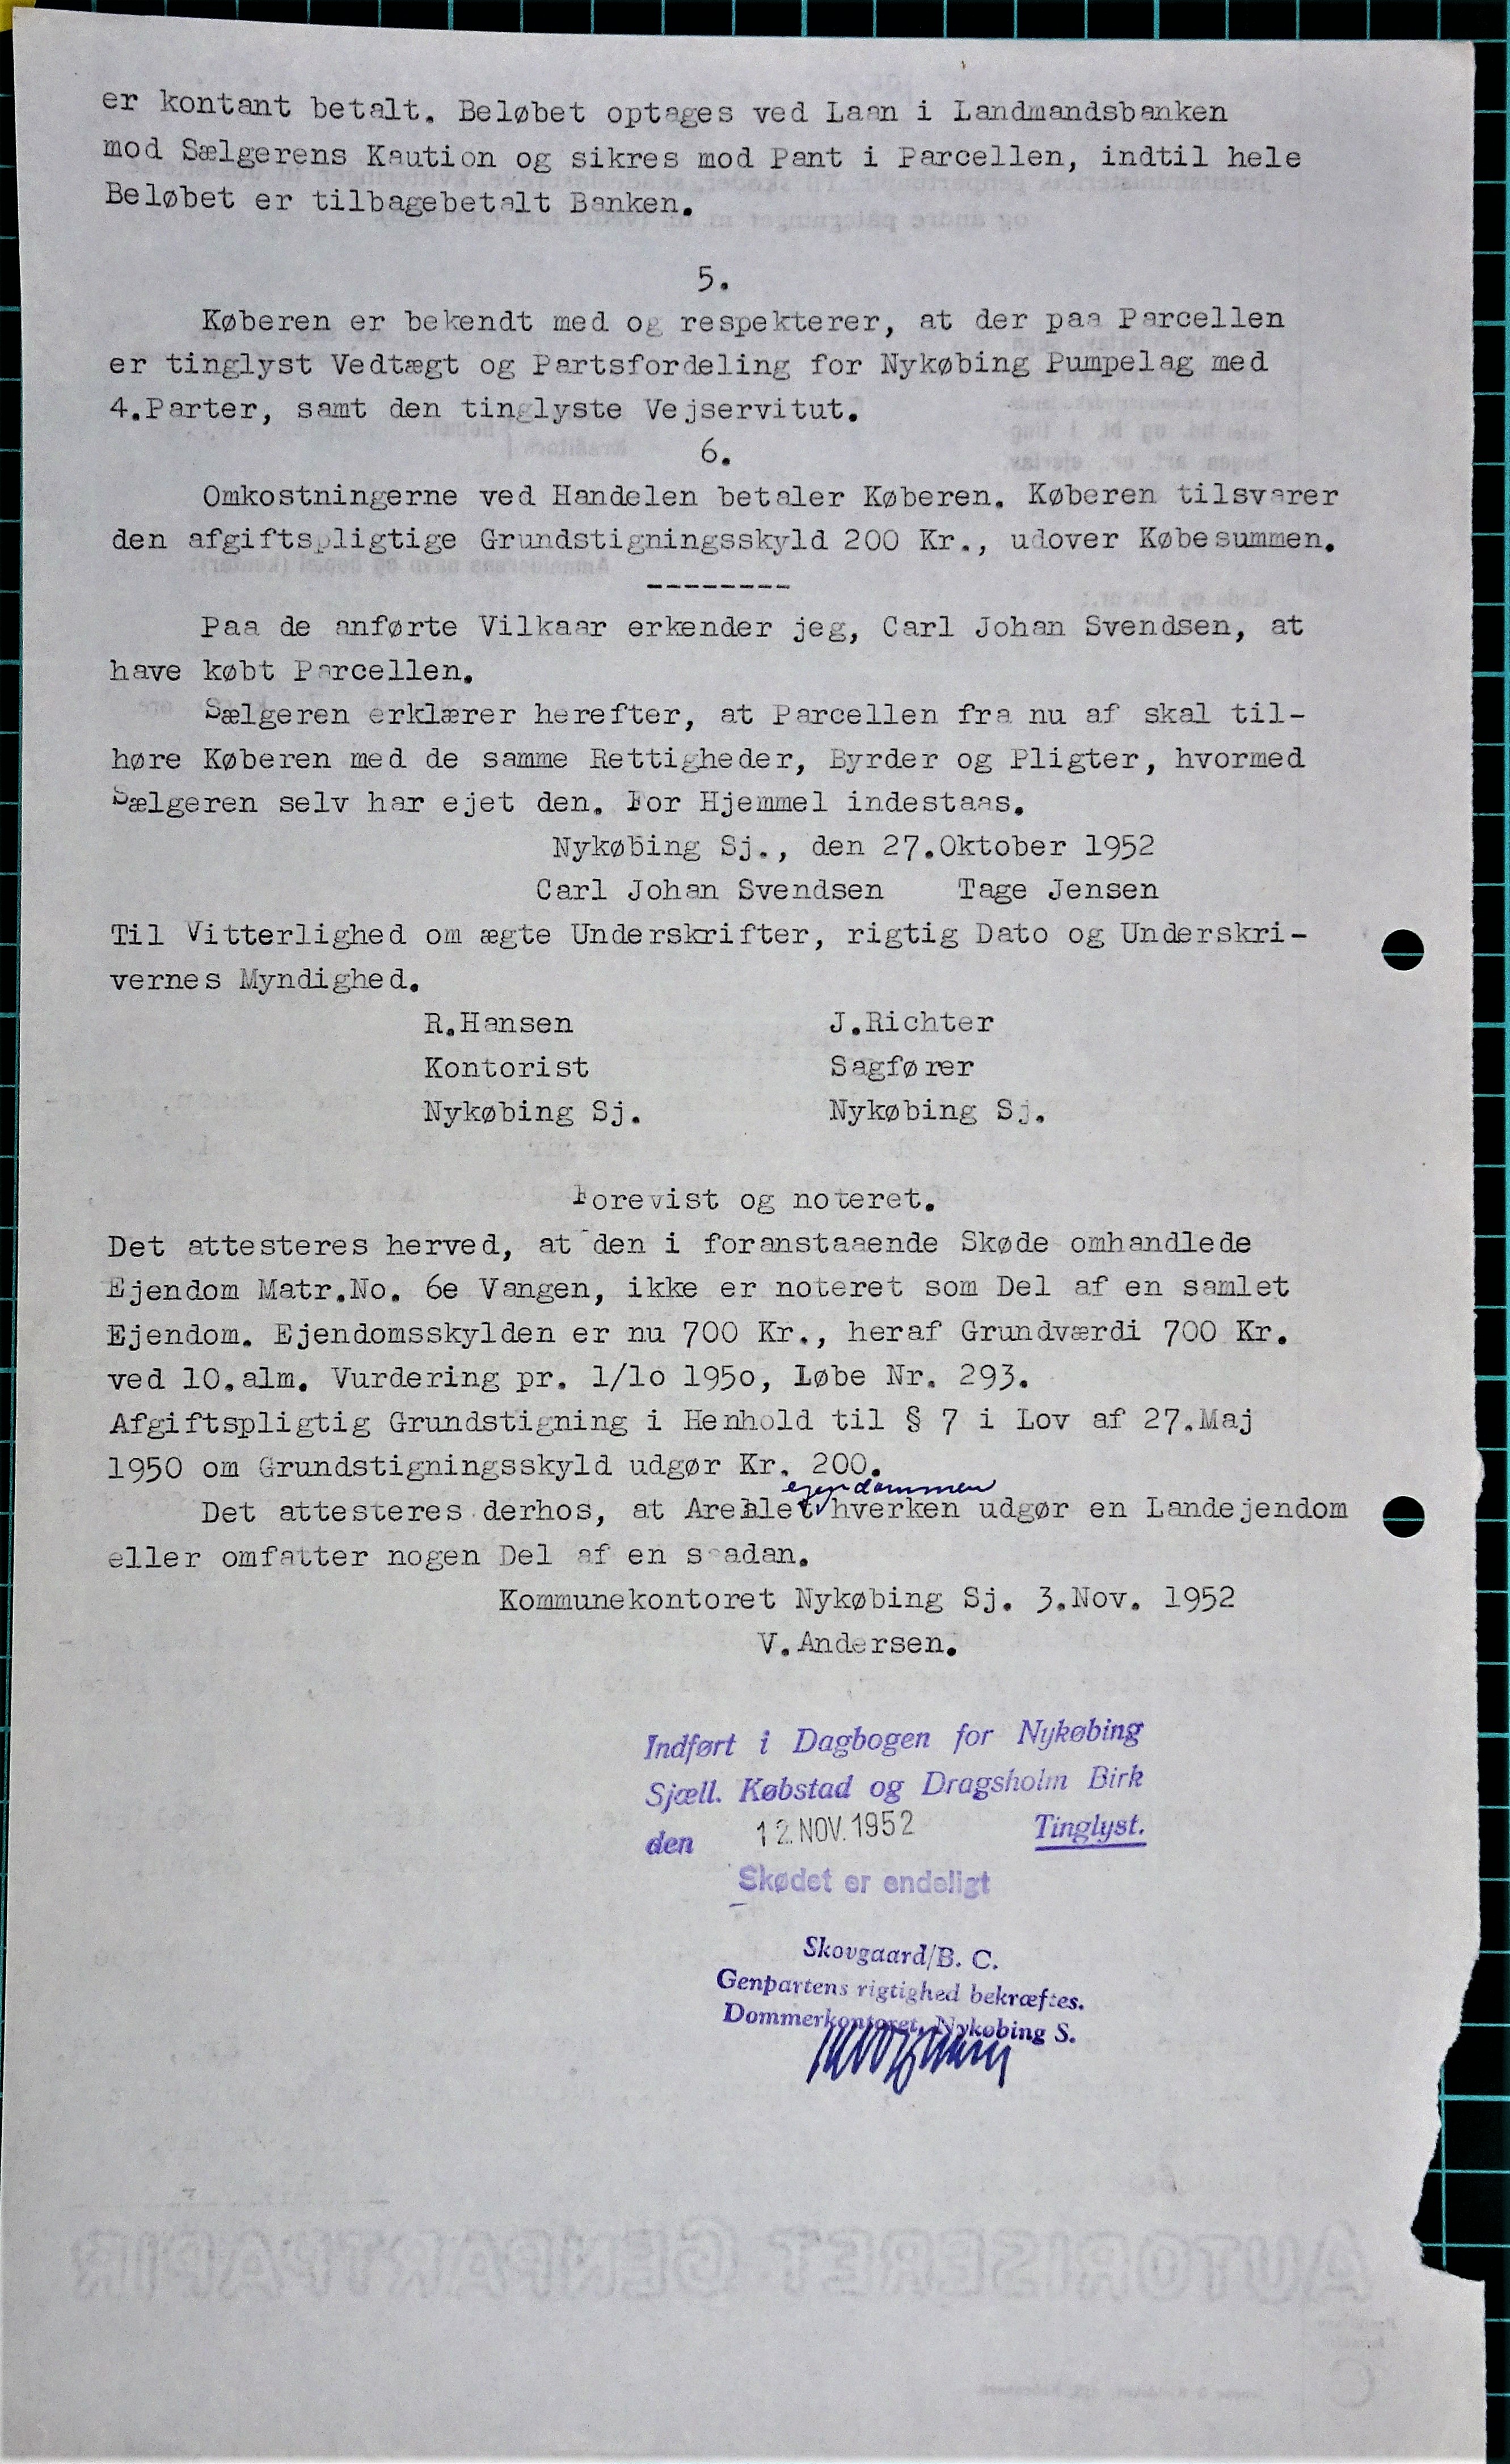 er kontant betalt. Beløbet optages ved Laan i Landmandsbanken
mod Sælgerens Kaution og sikres mod Pant i Parcellen, indtil hele
Beløbet er tilbagebetalt Banken.
5.
Køberen er bekendt med og respekterer, at der paa Parcellen
er tinglyst Vedtægt og Partsfordeling for Nykøbing Pumpelag med
4.Parter, samt den tinglyste Vejservitut.
6.
Omkostningerne ved Handelen betaler Køberen. Køberen tilsvarer
den afgiftspligtige Grundstigningsskyld 200 Kr., udover Købesummen.
--------
Paa de anførte Vilkaar erkender jeg, Carl Johan Svendsen, at
have købt Parcellen.
Sælgeren erklærer herefter, at Parcellen fra nu af skal til-
høre Køberen med de samme Rettigheder, Byrder og Pligter, hvormed
Sælgeren selv har ejet den. For Hjemmel indestaas.
Nykøbing Sj., den 27.Oktober 1952
Carl Johan Svendsen Tage Jensen
Til Vitterlighed om ægte Underskrifter, rigtig Dato og Underskri-
vernes Myndighed.
R.Hansen J.Richter
Kontorist Sagfører
Nykøbing Sj. Nykøbing Sj.
Forevist og noteret.
Det attesteres herved, at den i foranstaaende Skøde omhandlede
Ejendom Matr.No. 6e Vangen, ikke er noteret som Del af en samlet
Ejendom. Ejendomsskylden er nu 700 Kr., heraf Grundværdi 700 Kr.
ved 10.alm. Vurdering pr. 1/1o 195o, Løbe Nr. 293.
Afgiftspligtig Grundstigning i Henhold til § 7 i Lov af 27.Maj
1950 om Grundstigningsskyld udgør Kr. 200.
ejendommen
Det attesteres derhos, at Arealet hverken udgør en Landejendom
eller omfatter nogen Del af en saadan.
Kommunekontoret Nykøbing Sj. 3.Nov. 1952
V.Andersen.
Indført i Dagbogen for Nykøbing
Sjæll. Købstad og Dragsholm Birk
den 12.NOV.1952 Tinglyst.
Skødet er endeligt
Skovgaard/B. C.
Genpartens rigtighed bekræftes.
Dommerkontoret, Nykøbing S.
AUTORISERET GENPARTPAPIR